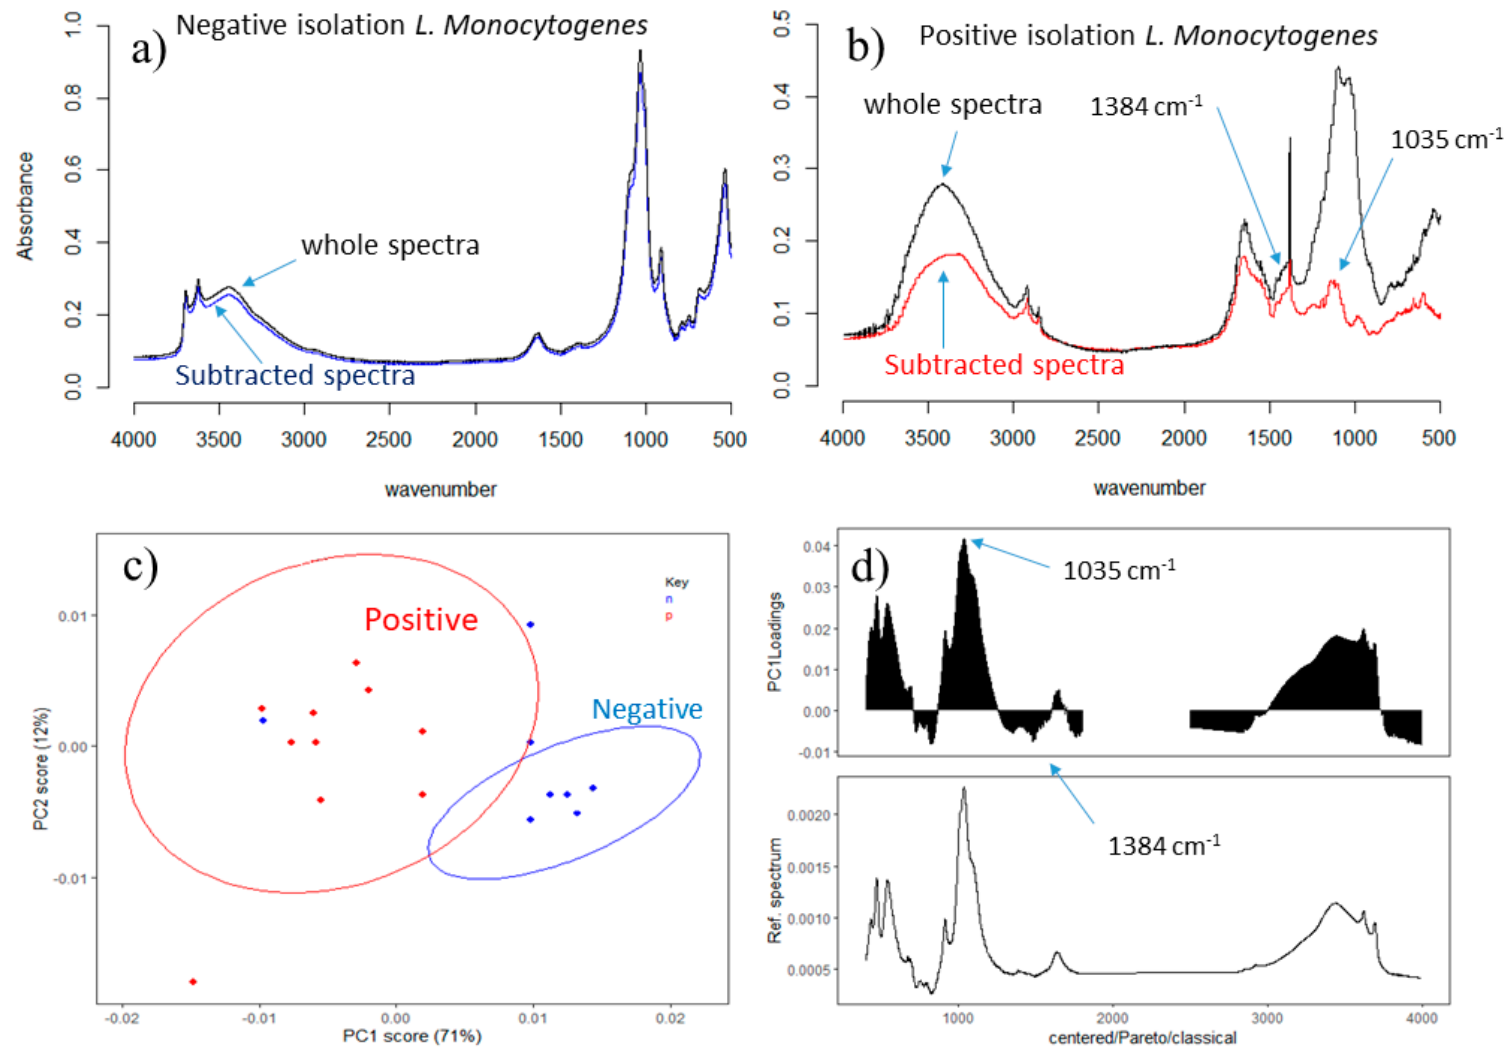 a)
Negative isolation L. Monocytogenes
Absorbance
1.0
0.8
0.6
0.4
0.2
0.0
whole spectra
Subtracted spectra
4000 3500 3000 2500 2000 1500 1000 500
wavenumber
b)
Positive isolation L. Monocytogenes
0.5
0.4
0.3
0.2
0.1
0.0
whole spectra
1384 cm-1
1035 cm-1
Subtracted spectra
4000 3500 3000 2500 2000 1500 1000 500
wavenumber
c)
Positive
Negative
Key
n
p
PC2 score (12%)
0.01
0.00
-0.01
-0.02 -0.01 0.00 0.01 0.02
PC1 score (71%)
d)
PC1Loadings
0.04
0.03
0.02
0.01
0.00
-0.01
1035 cm-1
1384 cm-1
Ref. spectrum
0.0020
0.0015
0.0010
0.0005
1000 2000 3000 4000
centered/Pareto/classical